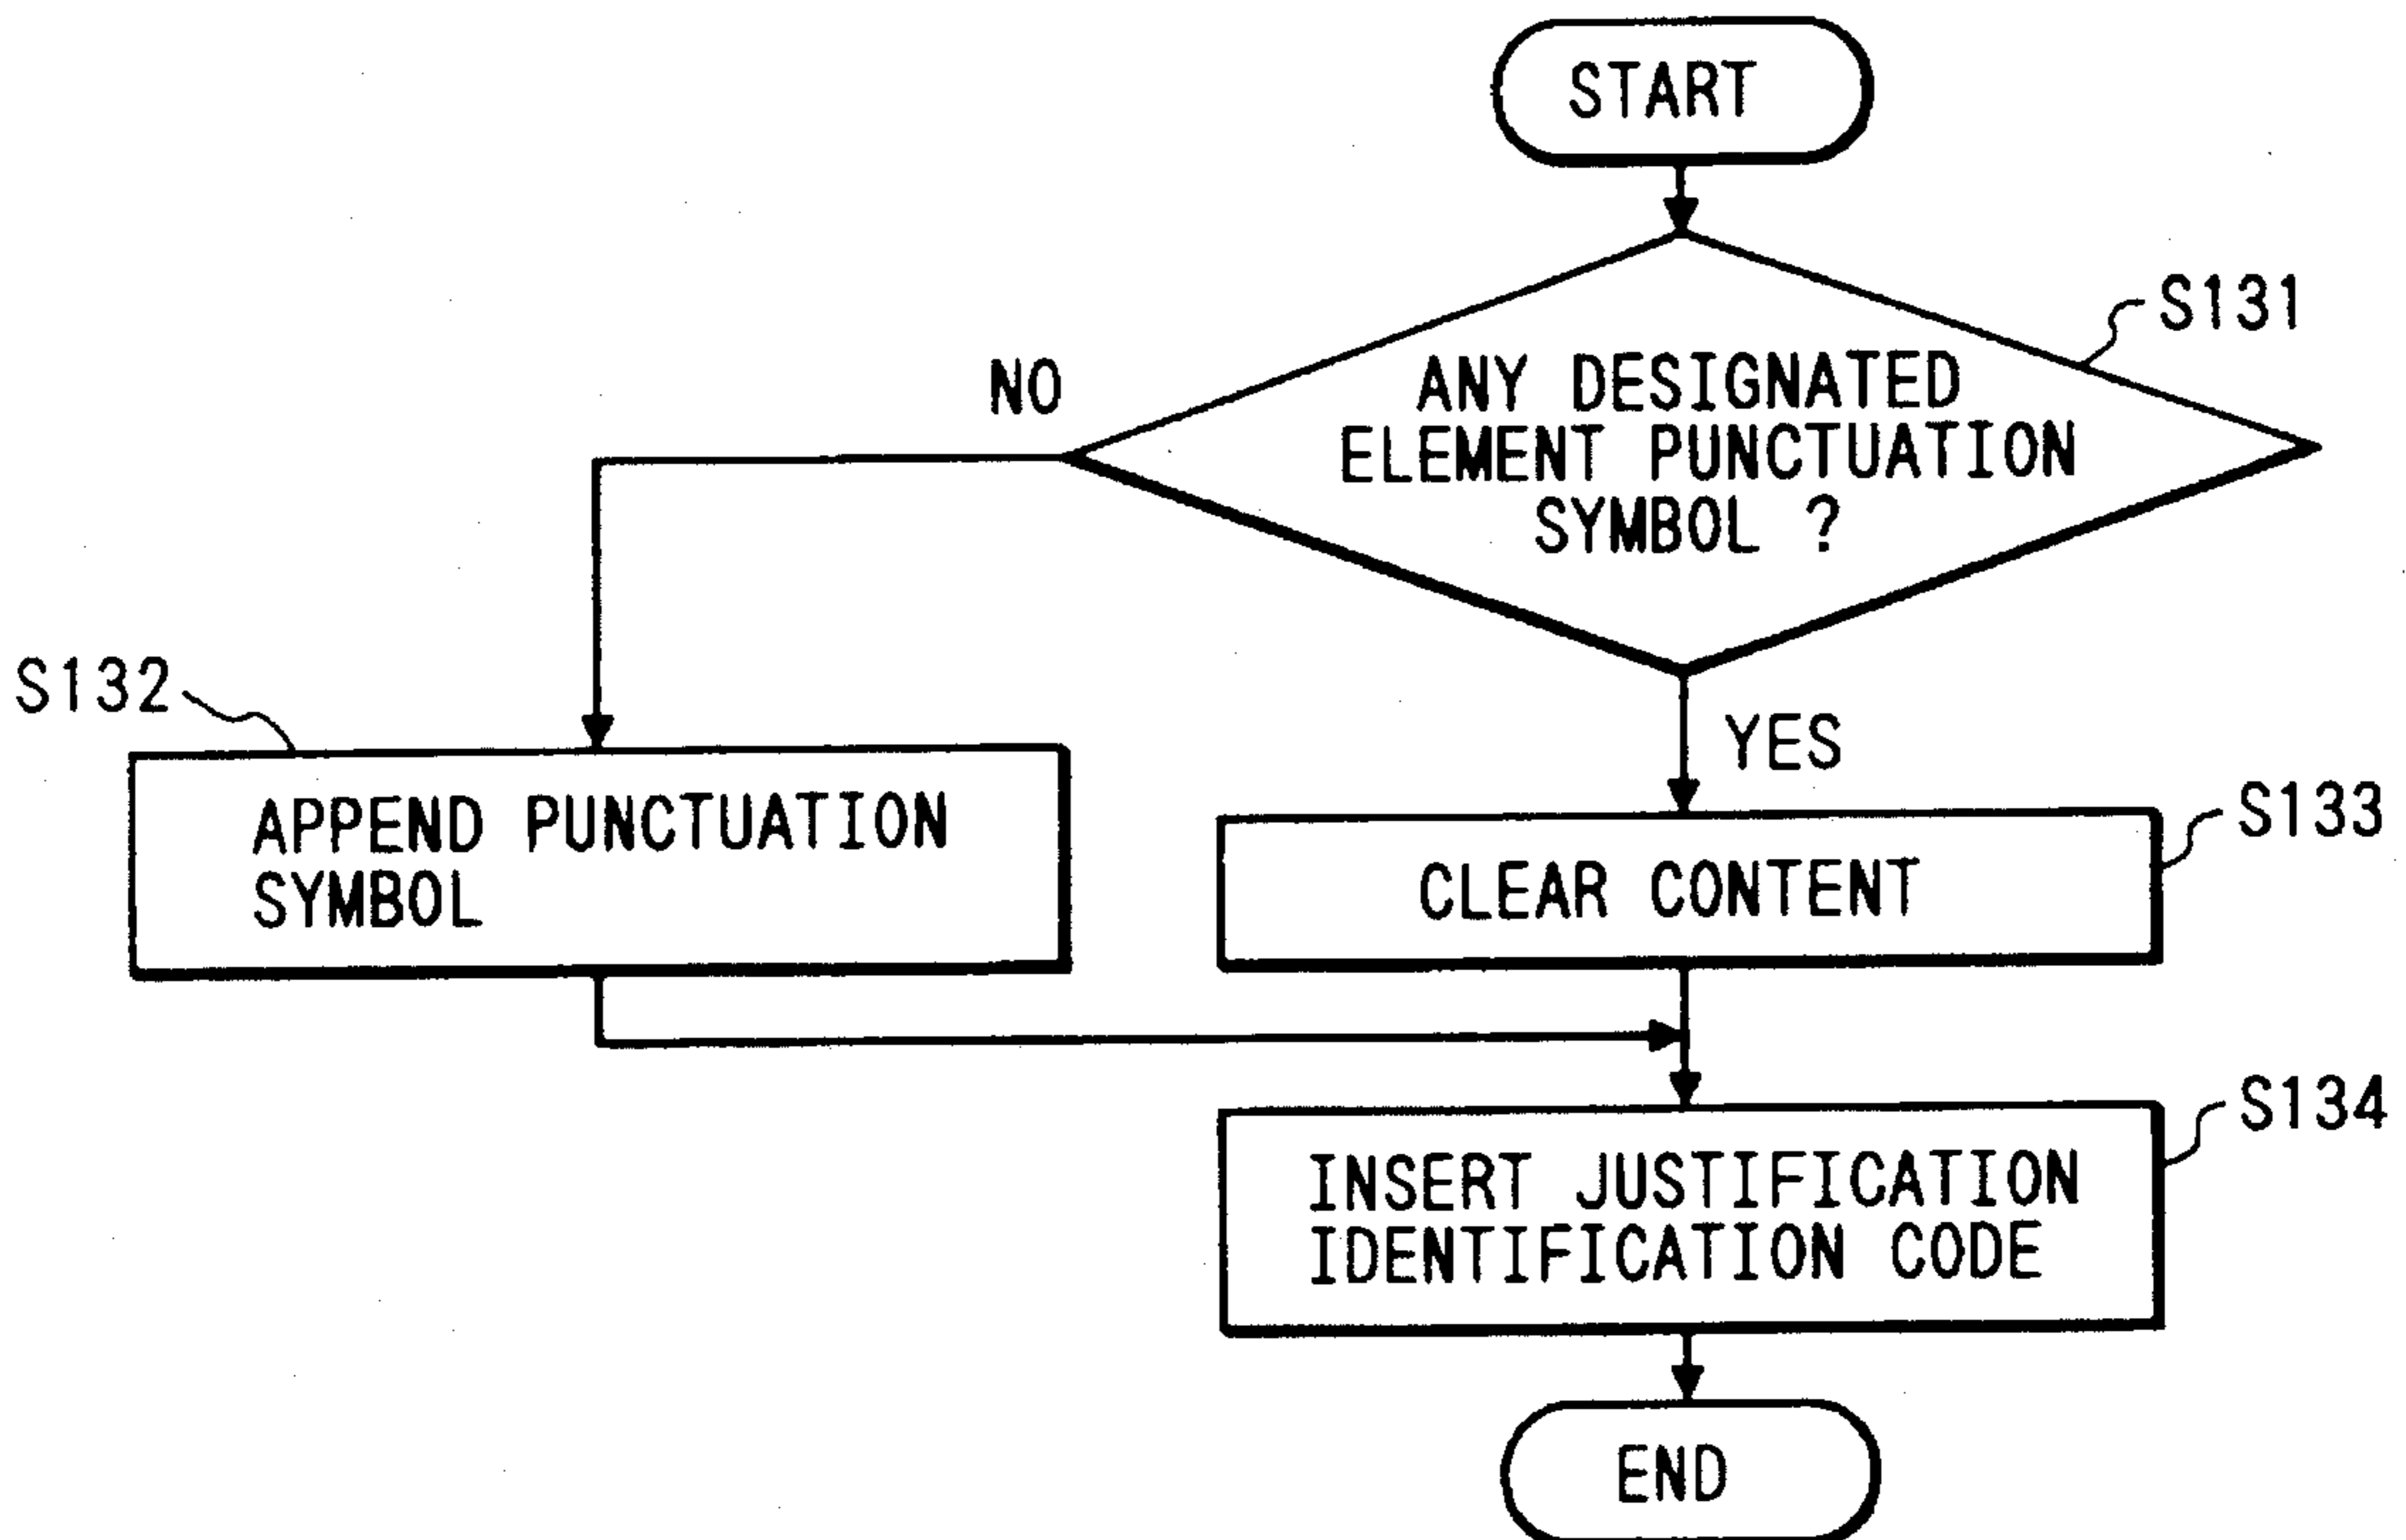 START
S131
NO
ANY DESIGNATED
ELEMENT PUNCTUATION
SYMBOL ?
S132
YES
APPEND PUNCTUATION
SYMBOL
S133
CLEAR CONTENT
S134
INSERT JUSTIFICATION
IDENTIFICATION CODE
END